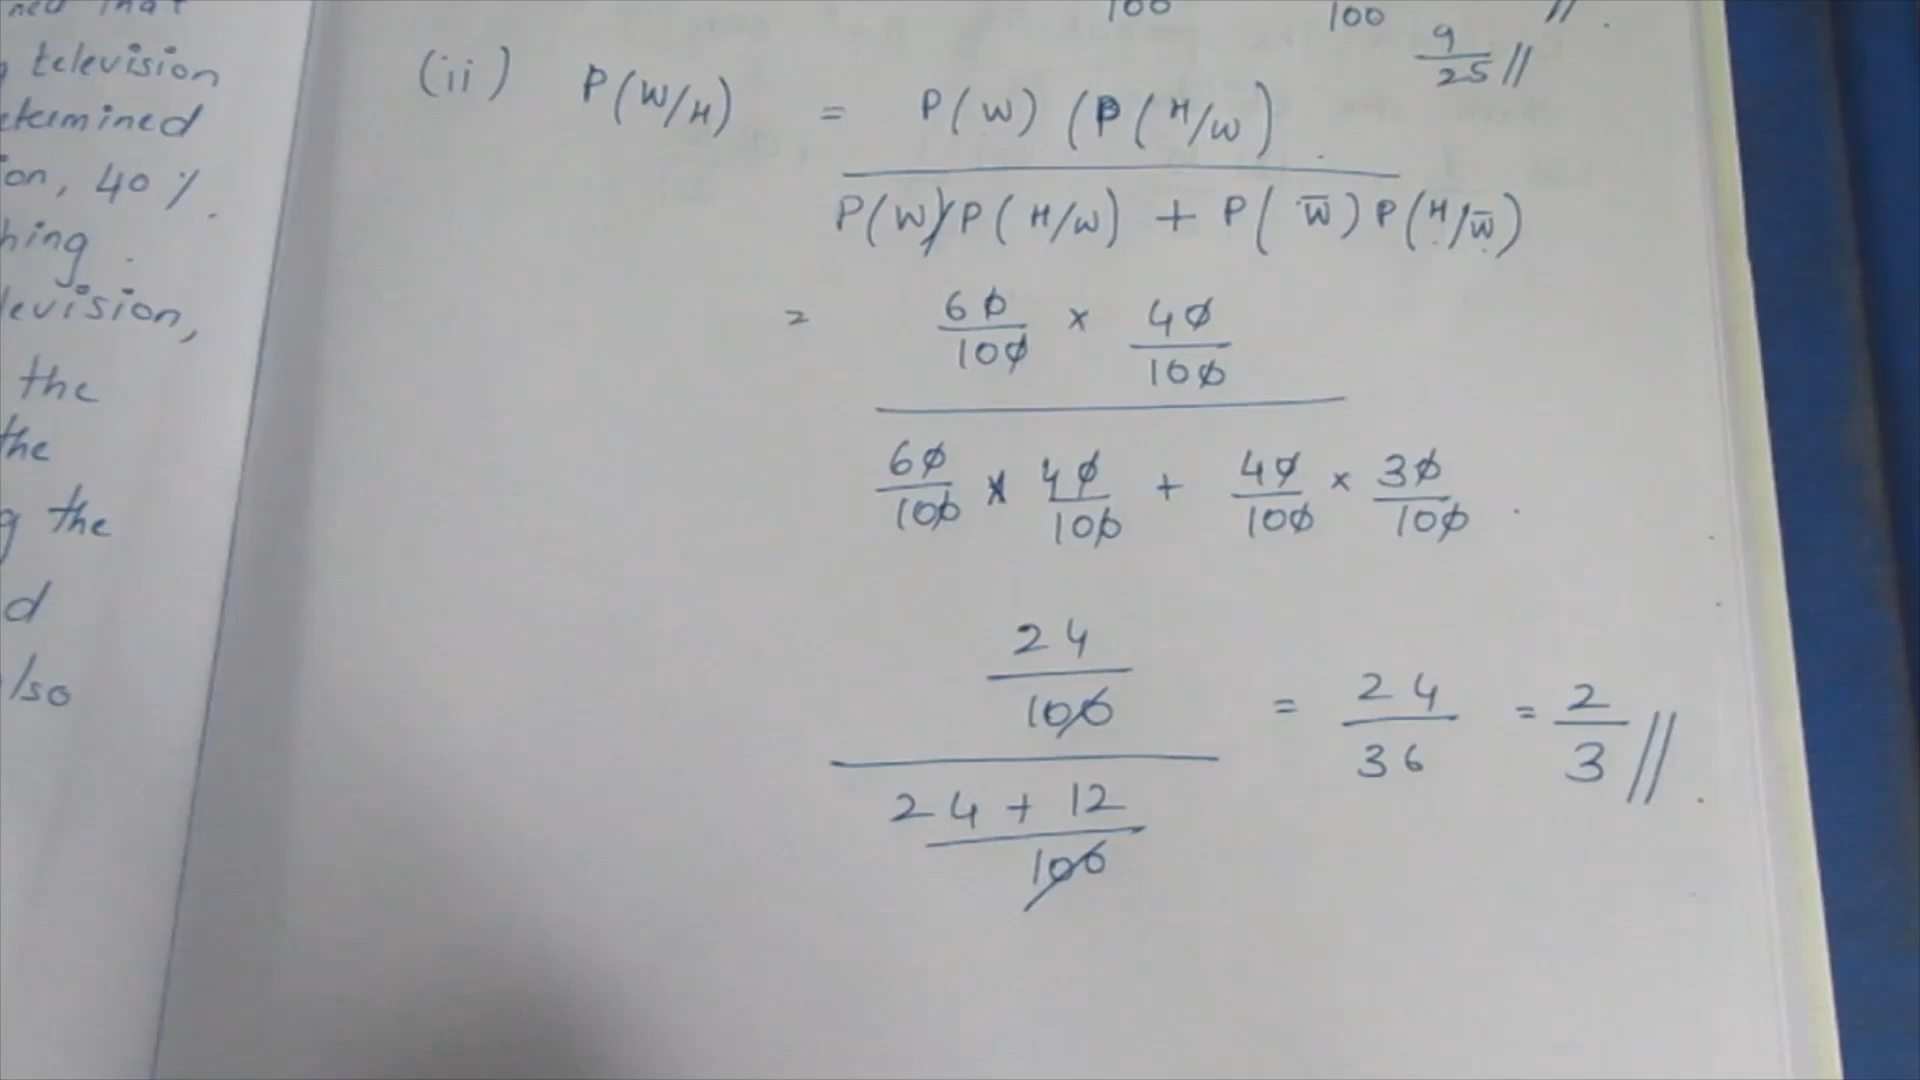 television
etermined
on, 40 %.
hing.
levision,
the
the
g the
d
lso
100 100 //.
9/25 //
(ii) P(W/H) = P(W) (P(H/W)
P(W) P(H/W) + P(W̅) P(H/W̅)
= 60/100 × 40/100
60/100 × 40/100 + 40/100 × 30/100 .
24/100 = 24/36 = 2/3 // .
24 + 12
100